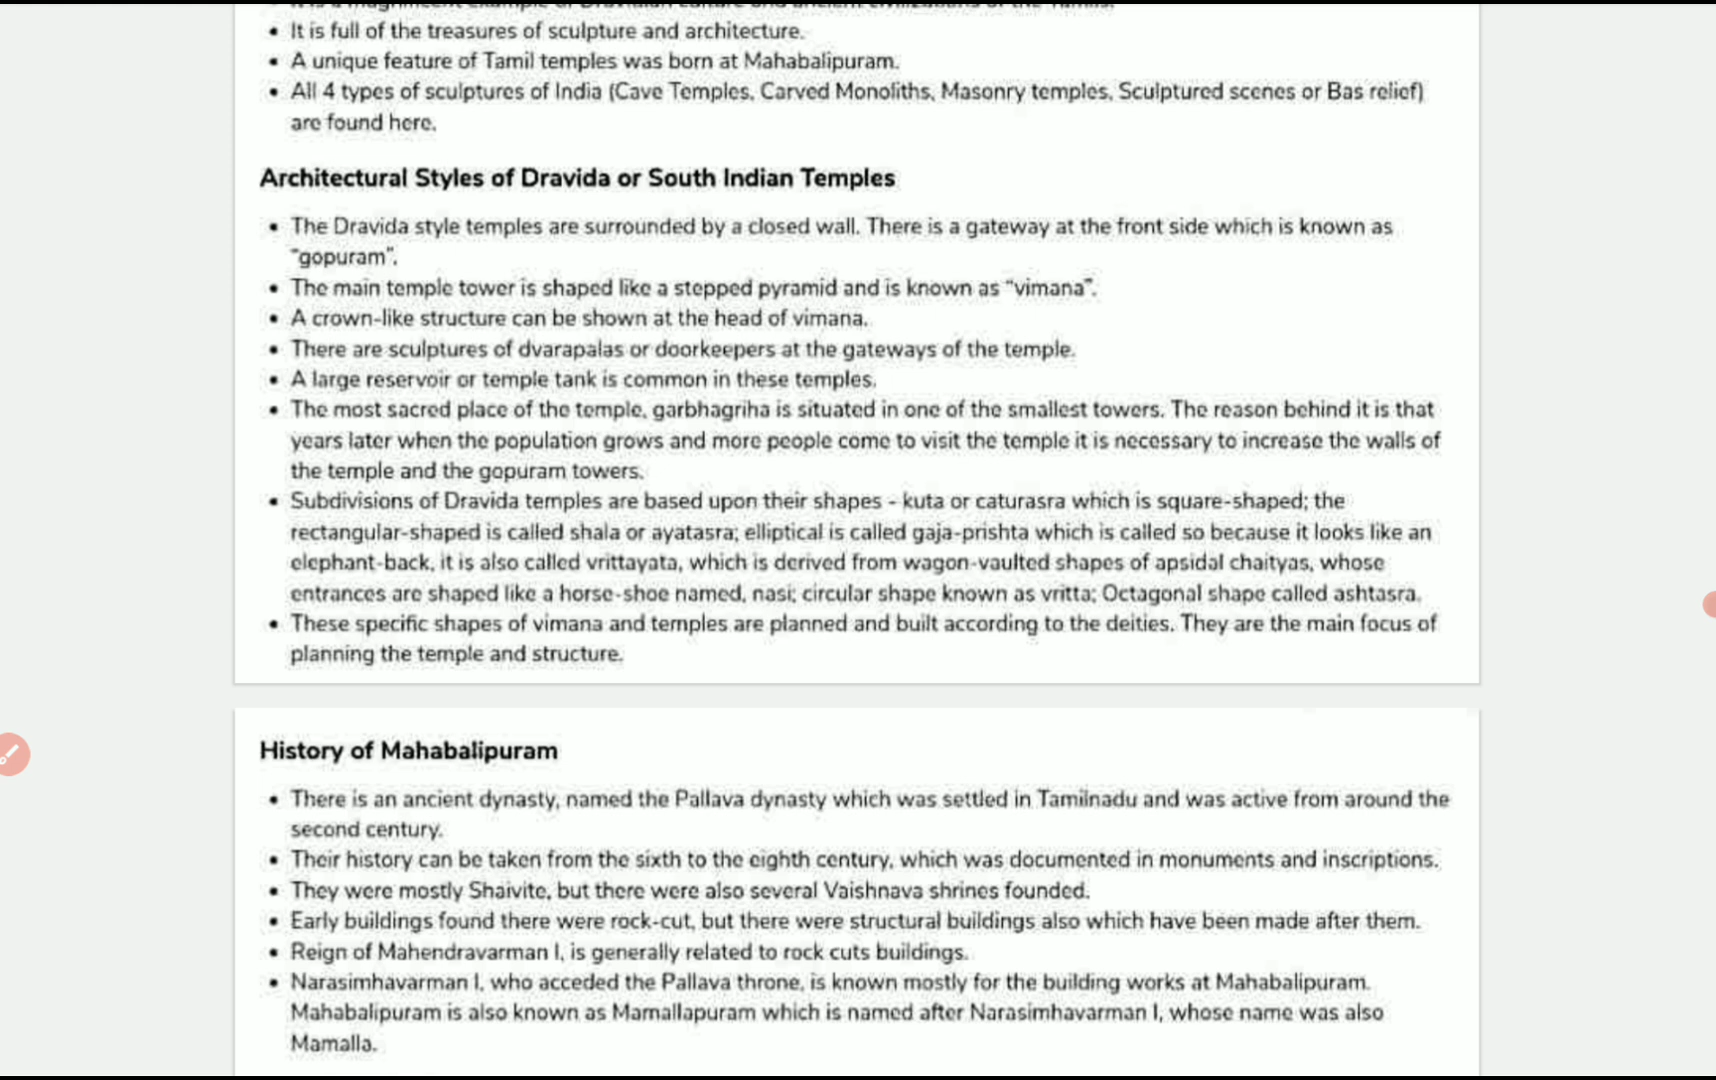 • It is a magnificent example of Dravidian culture and ancient civilizations of the Tamils.
• It is full of the treasures of sculpture and architecture.
• A unique feature of Tamil temples was born at Mahabalipuram.
• All 4 types of sculptures of India (Cave Temples, Carved Monoliths, Masonry temples, Sculptured scenes or Bas relief)
are found here.
Architectural Styles of Dravida or South Indian Temples
• The Dravida style temples are surrounded by a closed wall. There is a gateway at the front side which is known as
"gopuram".
• The main temple tower is shaped like a stepped pyramid and is known as "vimana".
• A crown-like structure can be shown at the head of vimana.
• There are sculptures of dvarapalas or doorkeepers at the gateways of the temple.
• A large reservoir or temple tank is common in these temples.
• The most sacred place of the temple, garbhagriha is situated in one of the smallest towers. The reason behind it is that
years later when the population grows and more people come to visit the temple it is necessary to increase the walls of
the temple and the gopuram towers.
• Subdivisions of Dravida temples are based upon their shapes - kuta or caturasra which is square-shaped; the
rectangular-shaped is called shala or ayatasra; elliptical is called gaja-prishta which is called so because it looks like an
elephant-back, it is also called vrittayata, which is derived from wagon-vaulted shapes of apsidal chaityas, whose
entrances are shaped like a horse-shoe named, nasi; circular shape known as vritta; Octagonal shape called ashtasra.
• These specific shapes of vimana and temples are planned and built according to the deities. They are the main focus of
planning the temple and structure.
History of Mahabalipuram
• There is an ancient dynasty, named the Pallava dynasty which was settled in Tamilnadu and was active from around the
second century.
• Their history can be taken from the sixth to the eighth century, which was documented in monuments and inscriptions.
• They were mostly Shaivite, but there were also several Vaishnava shrines founded.
• Early buildings found there were rock-cut, but there were structural buildings also which have been made after them.
• Reign of Mahendravarman I, is generally related to rock cuts buildings.
• Narasimhavarman I, who acceded the Pallava throne, is known mostly for the building works at Mahabalipuram.
Mahabalipuram is also known as Mamallapuram which is named after Narasimhavarman I, whose name was also
Mamalla.